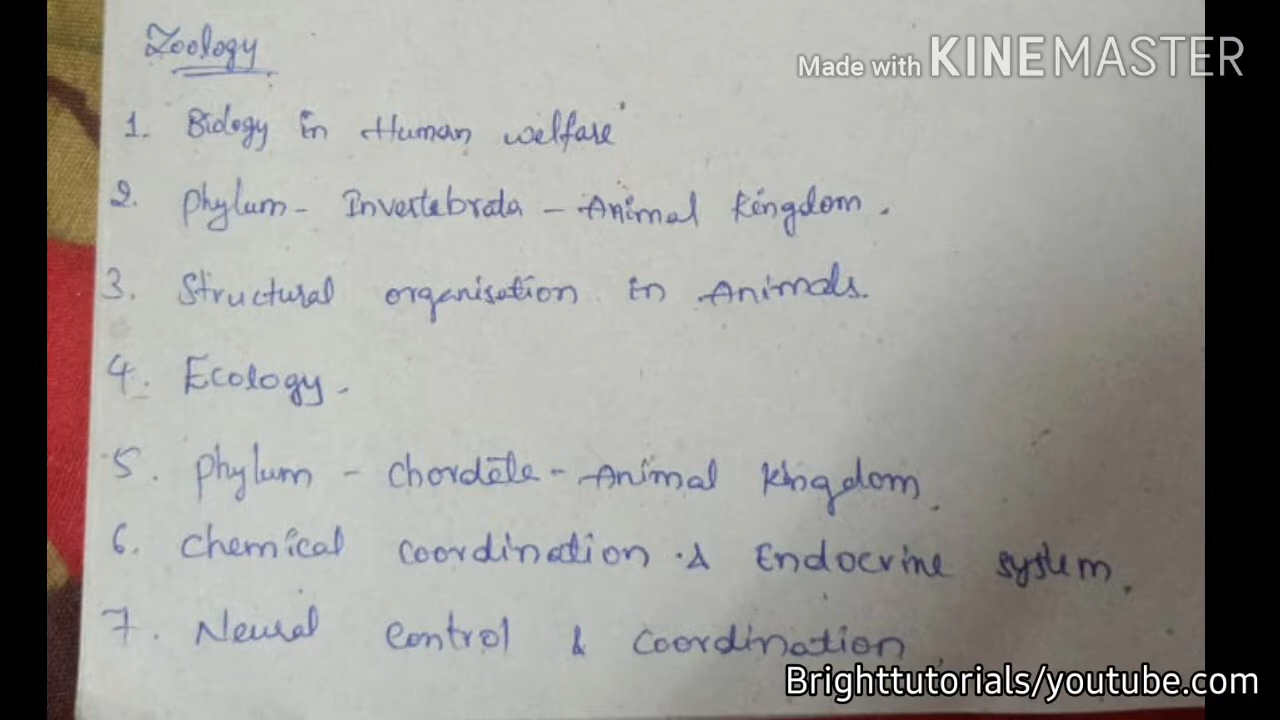 Zoology
Made with KINEMASTER
1. Biology in Human welfare
2. Phylum - Invertebrata - Animal Kingdom.
3. Structural organisation in Animals.
4. Ecology.
5. Phylum - Chordata - Animal Kingdom.
6. Chemical coordination & Endocrine system.
7. Neural control & coordination.
Brighttutorials/youtube.com